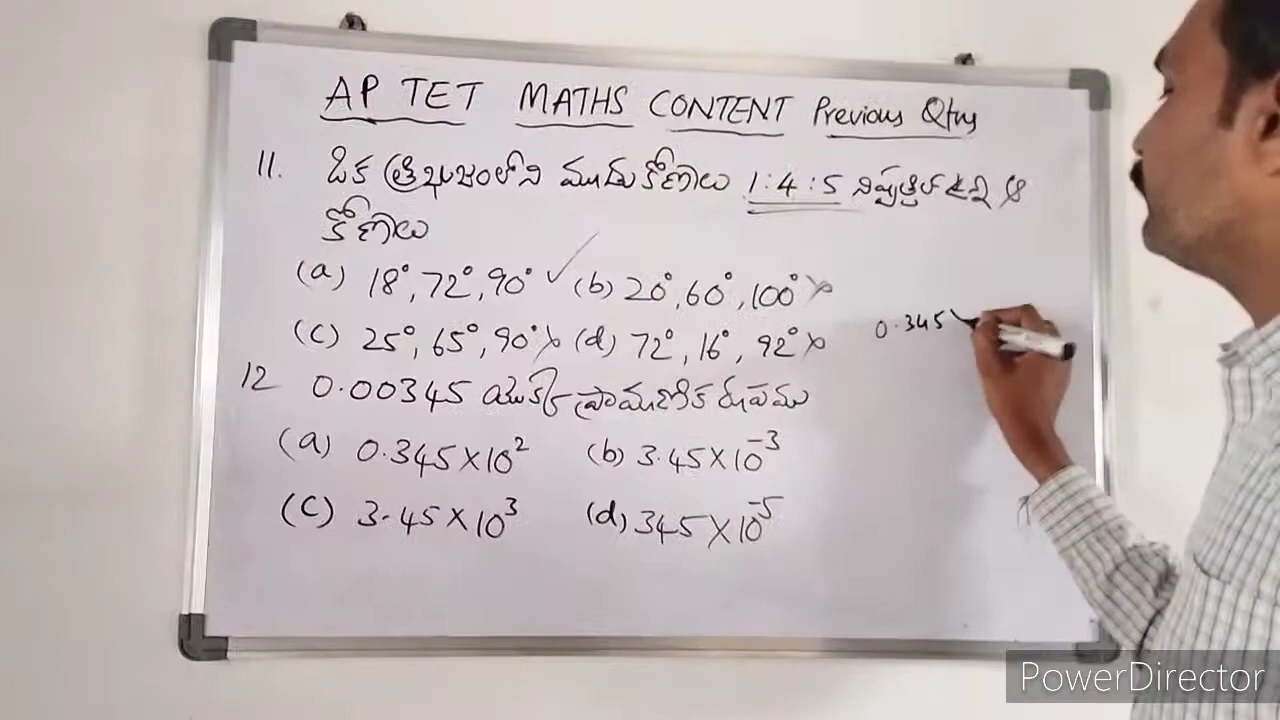 AP TET MATHS CONTENT Previous Qtns
11. ఒక త్రిభుజంలోని మూడు కోణాలు 1:4:5 నిష్పత్తిలో ఉన్న ఆ
కోణాలు
(a) 18°, 72°, 90° ✓ (b) 20°, 60°, 100° ×
(c) 25°, 65°, 90° × (d) 72°, 16°, 92° ×
0.345
12 0.00345 యొక్క ప్రామాణిక రూపము
(a) 0.345×10² (b) 3.45×10⁻³
(c) 3.45×10³ (d) 345×10⁻⁵
PowerDirector